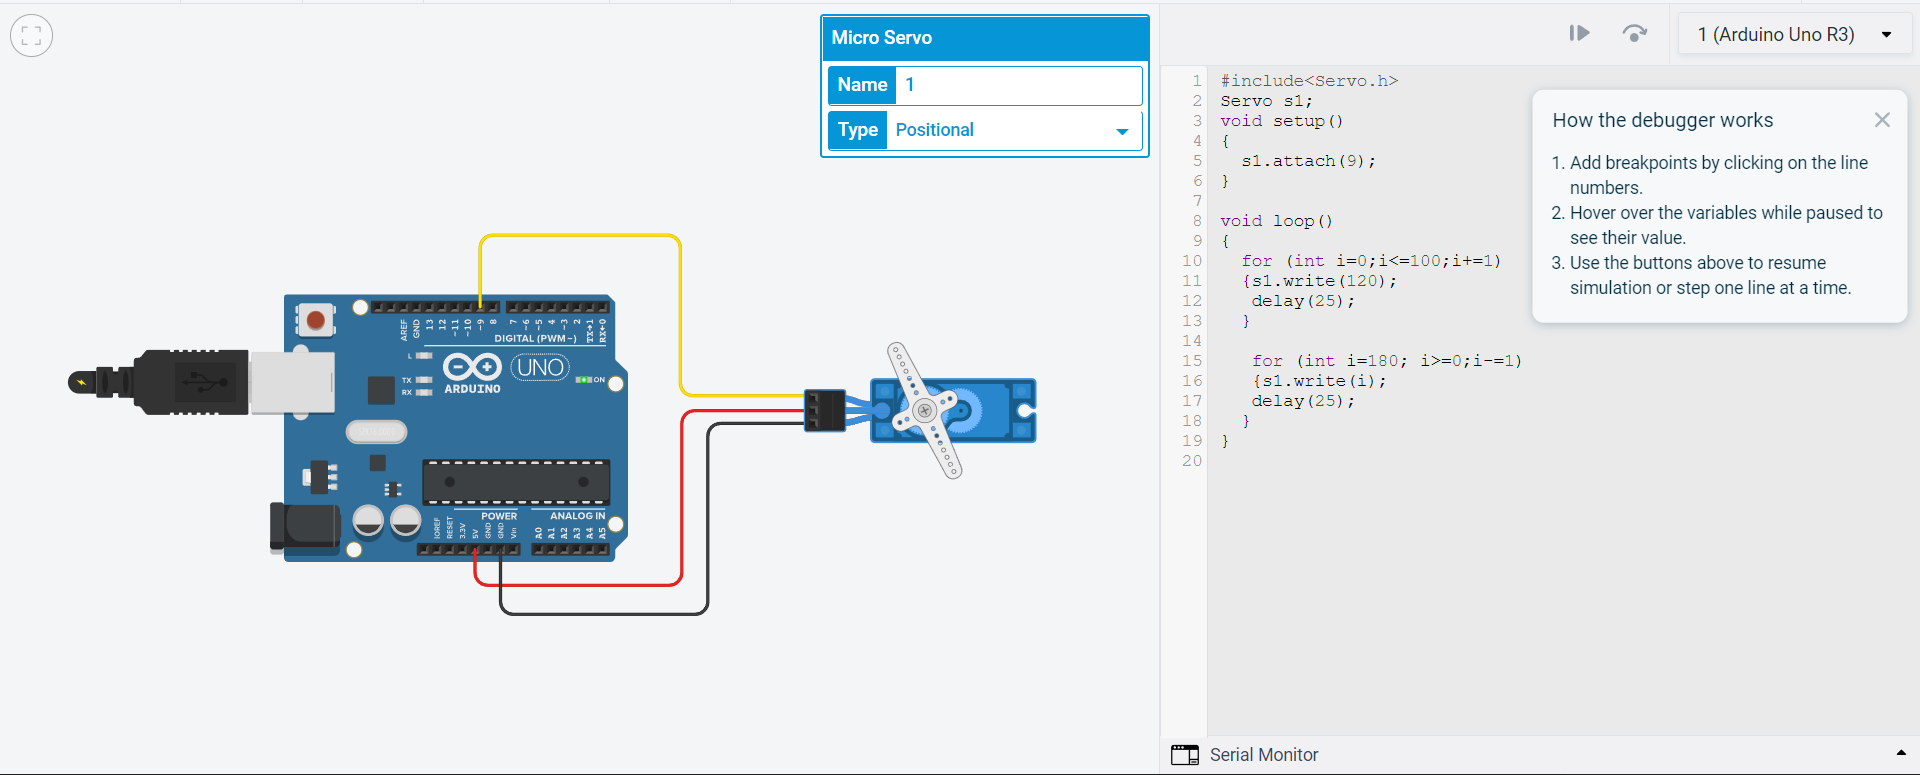 Micro Servo
Name 1
Type Positional
1 (Arduino Uno R3)
1 #include<Servo.h>
2 Servo s1;
3 void setup()
4 {
5 s1.attach(9);
6 }
7
8 void loop()
9 {
10 for (int i=0;i<=100;i+=1)
11 {s1.write(120);
12 delay(25);
13 }
14
15 for (int i=180; i>=0;i-=1)
16 {s1.write(i);
17 delay(25);
18 }
19 }
20
How the debugger works
1. Add breakpoints by clicking on the line
numbers.
2. Hover over the variables while paused to
see their value.
3. Use the buttons above to resume
simulation or step one line at a time.
AREF GND 13 12 ~11 ~10 ~9 8 7 ~6 ~5 4 ~3 2 TX→1 RX←0
DIGITAL (PWM~)
L
TX
RX
ARDUINO
UNO
ON
POWER ANALOG IN
IOREF RESET 3.3V 5V GND GND Vin A0 A1 A2 A3 A4 A5
Serial Monitor